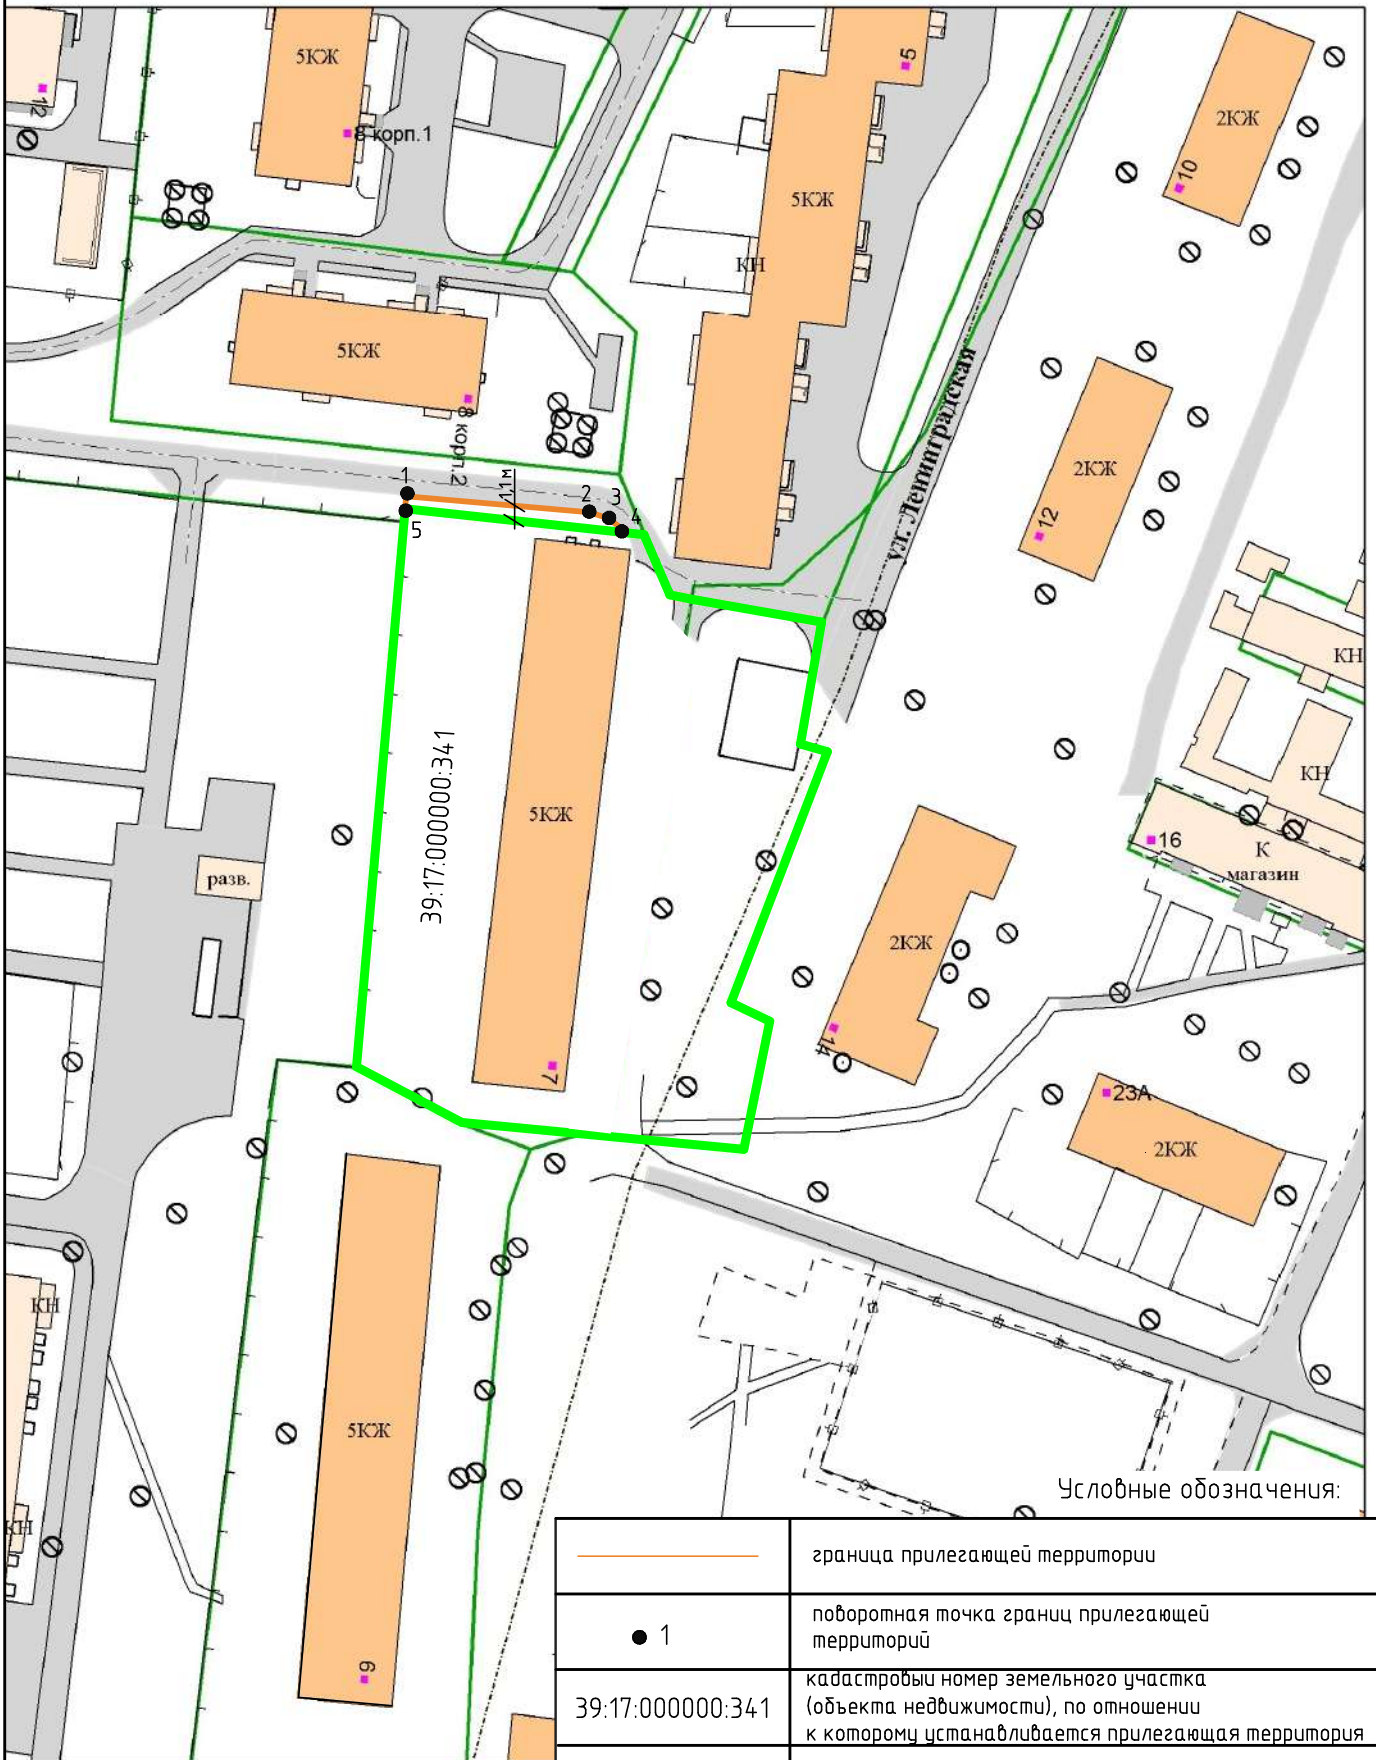 5КЖ
8 корп.1
12
5
5КЖ
КН
2КЖ
10
5КЖ
8 корп.2
ул. Ленинградская
2КЖ
12
1
2
3
4
5
11м
39:17:000000:341
5КЖ
7
разв.
КН
КН
16
К
магазин
2КЖ
14
23А
2КЖ
КН
КН
5КЖ
9
Условные обозначения:
граница прилегающей территории
1
поворотная точка границ прилегающей
территорий
39:17:000000:341
кадастровый номер земельного участка
(объекта недвижимости), по отношении
к которому устанавливается прилегающая территория